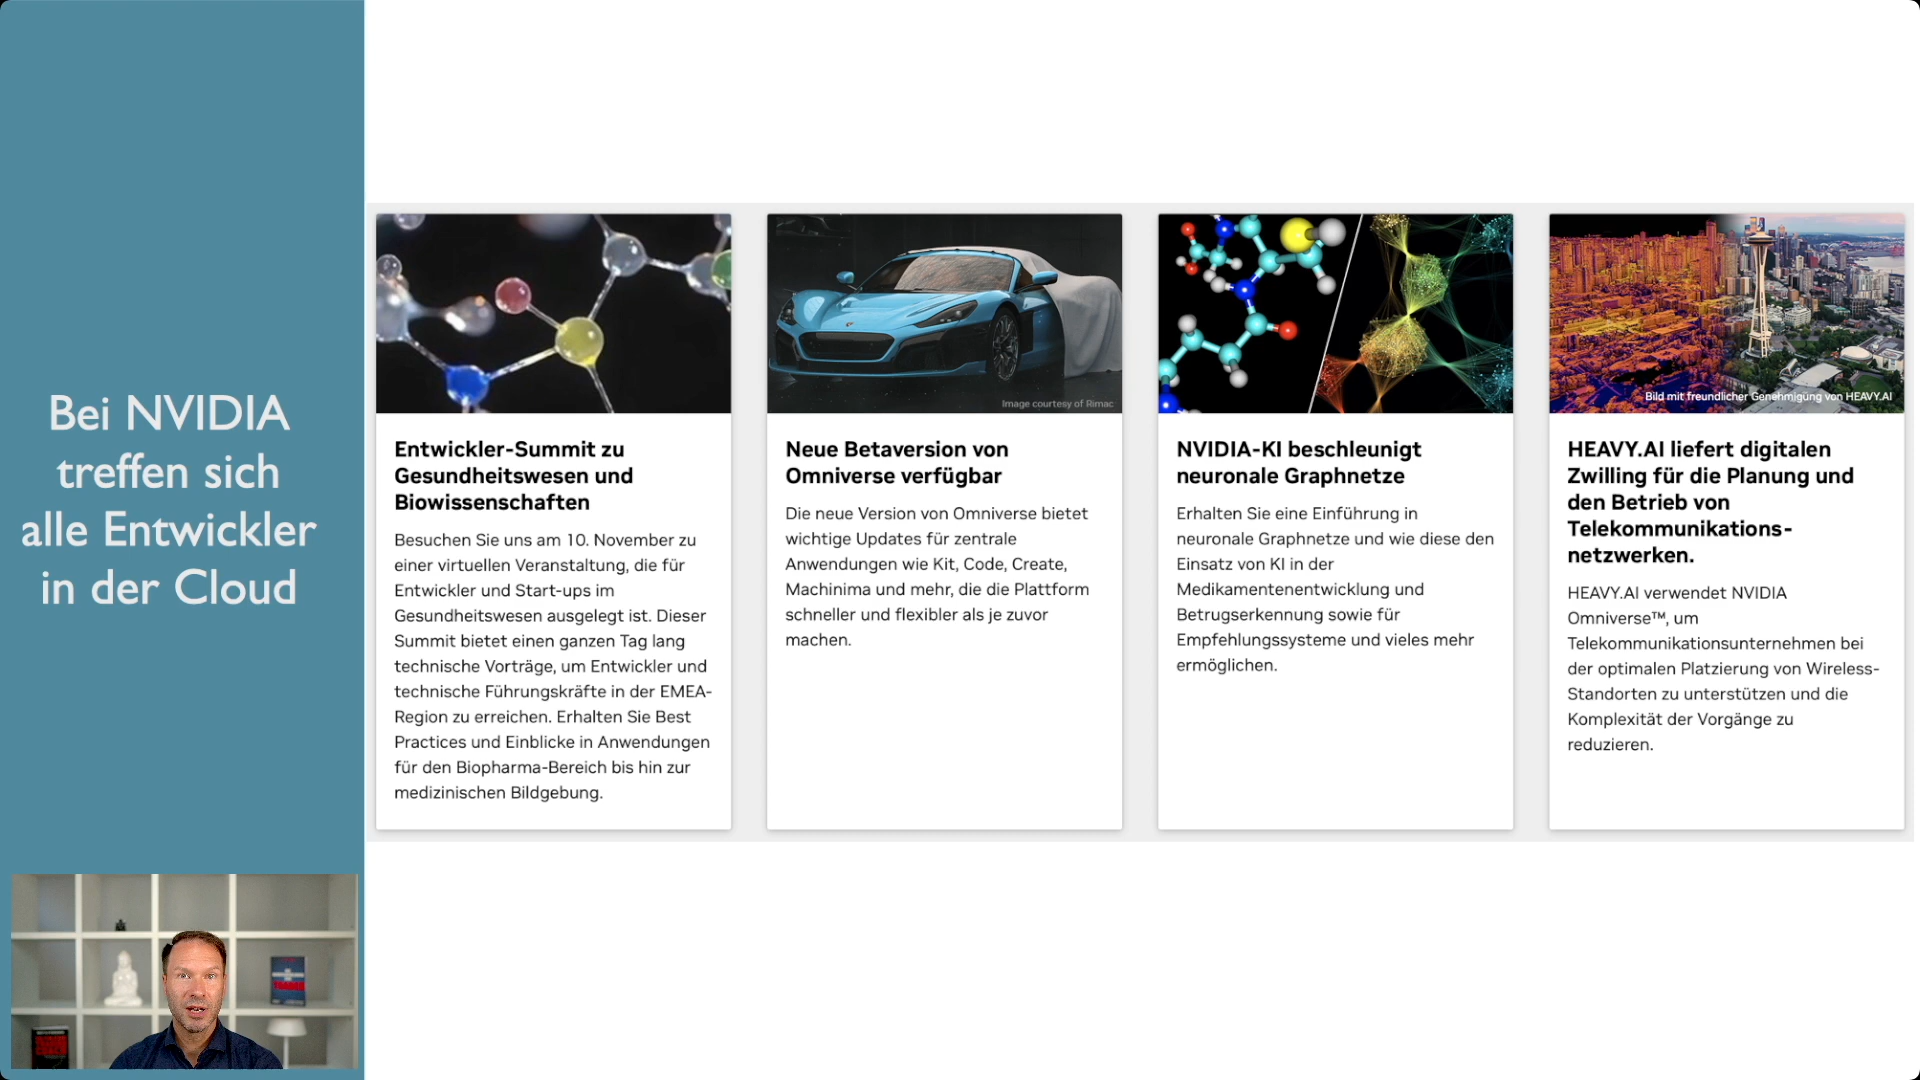 Bei NVIDIA
treffen sich
alle Entwickler
in der Cloud
Entwickler-Summit zu
Gesundheitswesen und
Biowissenschaften
Besuchen Sie uns am 10. November zu
einer virtuellen Veranstaltung, die für
Entwickler und Start-ups im
Gesundheitswesen ausgelegt ist. Dieser
Summit bietet einen ganzen Tag lang
technische Vorträge, um Entwickler und
technische Führungskräfte in der EMEA-
Region zu erreichen. Erhalten Sie Best
Practices und Einblicke in Anwendungen
für den Biopharma-Bereich bis hin zur
medizinischen Bildgebung.
Image courtesy of Rimac
Neue Betaversion von
Omniverse verfügbar
Die neue Version von Omniverse bietet
wichtige Updates für zentrale
Anwendungen wie Kit, Code, Create,
Machinima und mehr, die die Plattform
schneller und flexibler als je zuvor
machen.
NVIDIA-KI beschleunigt
neuronale Graphnetze
Erhalten Sie eine Einführung in
neuronale Graphnetze und wie diese den
Einsatz von KI in der
Medikamentenentwicklung und
Betrugserkennung sowie für
Empfehlungssysteme und vieles mehr
ermöglichen.
Bild mit freundlicher Genehmigung von HEAVY.AI
HEAVY.AI liefert digitalen
Zwilling für die Planung und
den Betrieb von
Telekommunikations-
netzwerken.
HEAVY.AI verwendet NVIDIA
Omniverse™, um
Telekommunikationsunternehmen bei
der optimalen Platzierung von Wireless-
Standorten zu unterstützen und die
Komplexität der Vorgänge zu
reduzieren.